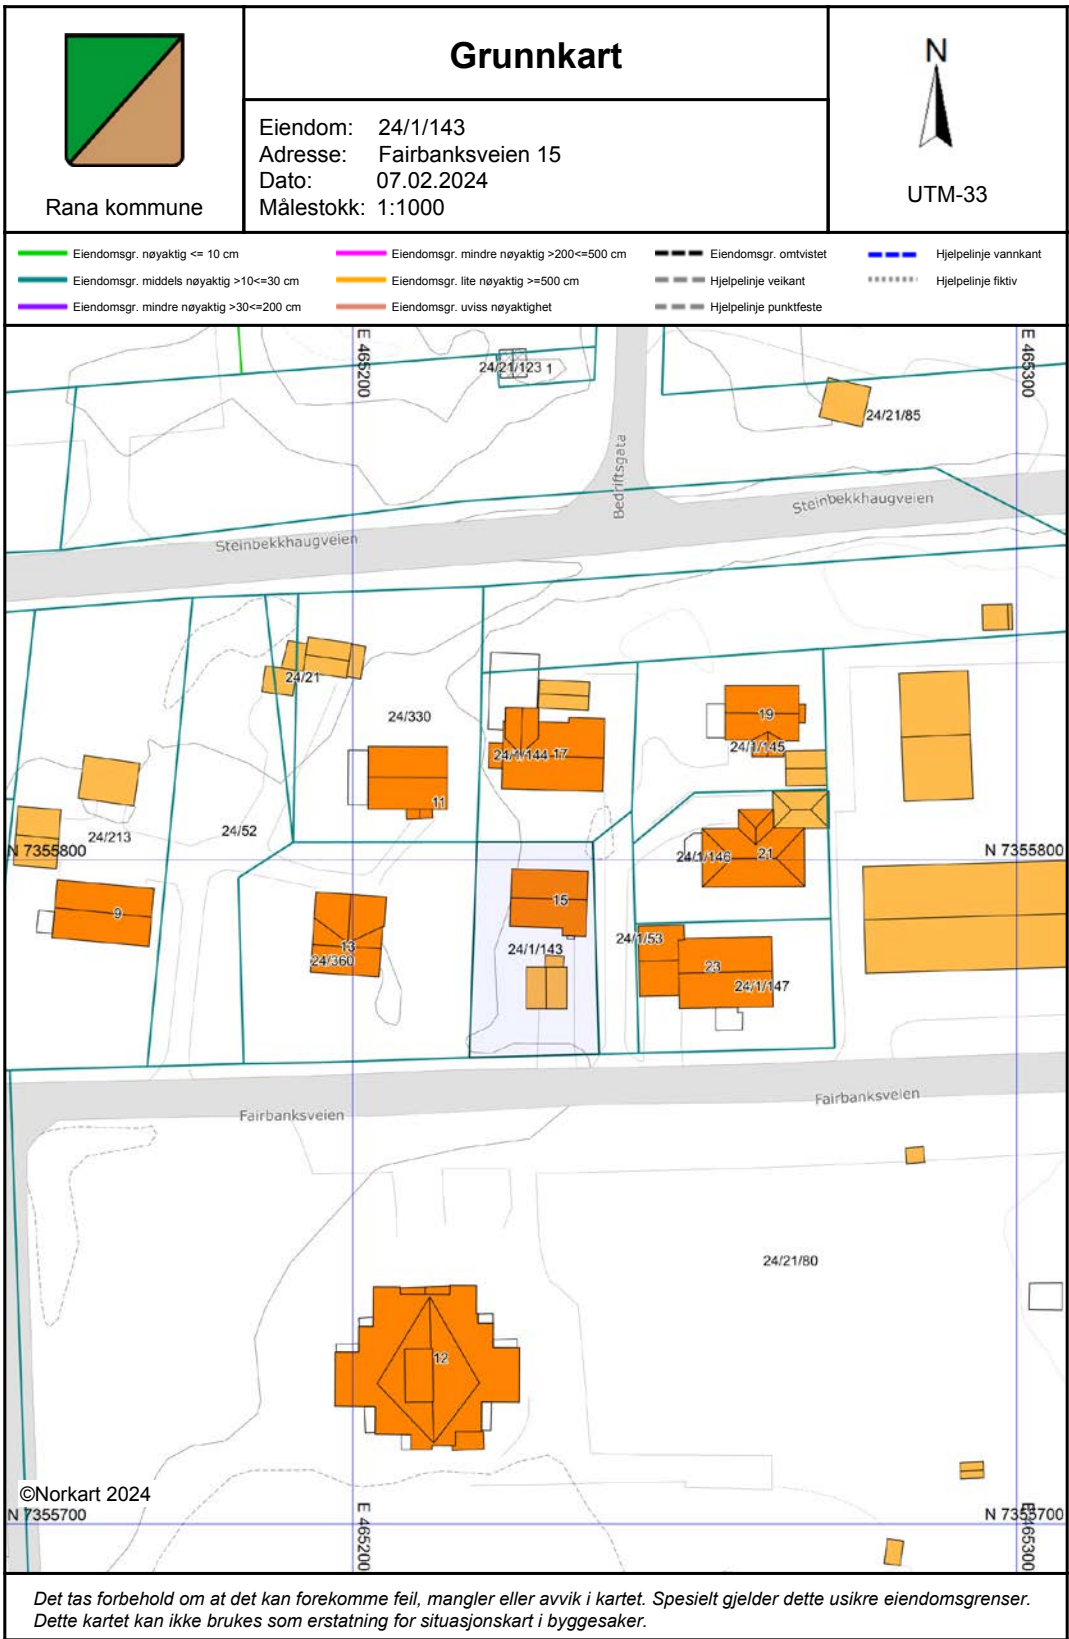 Grunnkart
Rana kommune
Eiendom: 24/1/143
Adresse: Fairbanksveien 15
Dato: 07.02.2024
Målestokk: 1:1000
N
UTM-33
Eiendomsgr. nøyaktig <= 10 cm
Eiendomsgr. middels nøyaktig >10<=30 cm
Eiendomsgr. mindre nøyaktig >30<=200 cm
Eiendomsgr. mindre nøyaktig >200<=500 cm
Eiendomsgr. lite nøyaktig >=500 cm
Eiendomsgr. uviss nøyaktighet
Eiendomsgr. omtvistet
Hjelpelinje veikant
Hjelpelinje punktfeste
Hjelpelinje vannkant
Hjelpelinje fiktiv
E 465200
E 465300
24/21/123 1
24/21/85
Bedriftsgata
Steinbekkhaugveien
Steinbekkhaugveien
24/21
24/330
19
24/1/144 17
24/1/145
11
24/213
24/52
N 7355800
N 7355800
24/1/146 21
9
15
13
24/360
24/1/143
24/1/53
23
24/1/147
Fairbanksveien
Fairbanksveien
24/21/80
12
©Norkart 2024
N 7355700
N 7355700
E 465200
E 465300
Det tas forbehold om at det kan forekomme feil, mangler eller avvik i kartet. Spesielt gjelder dette usikre eiendomsgrenser.
Dette kartet kan ikke brukes som erstatning for situasjonskart i byggesaker.